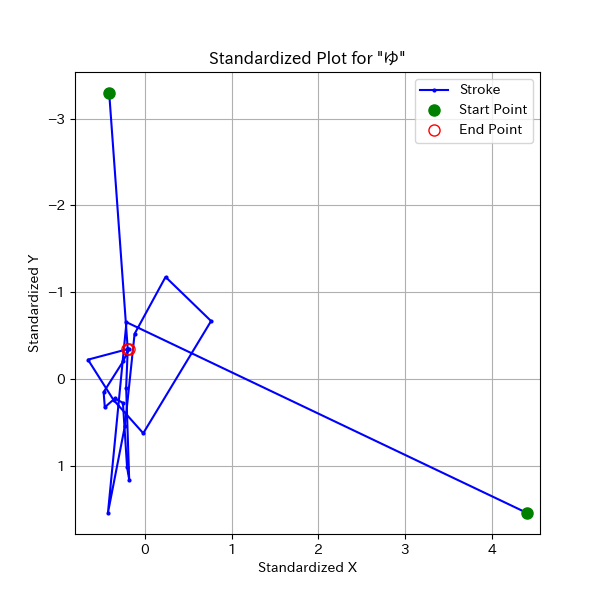 Standardized Plot for "ゆ"
Stroke
Start Point
End Point
Standardized Y
−3
−2
−1
0
1
0 1 2 3 4
Standardized X